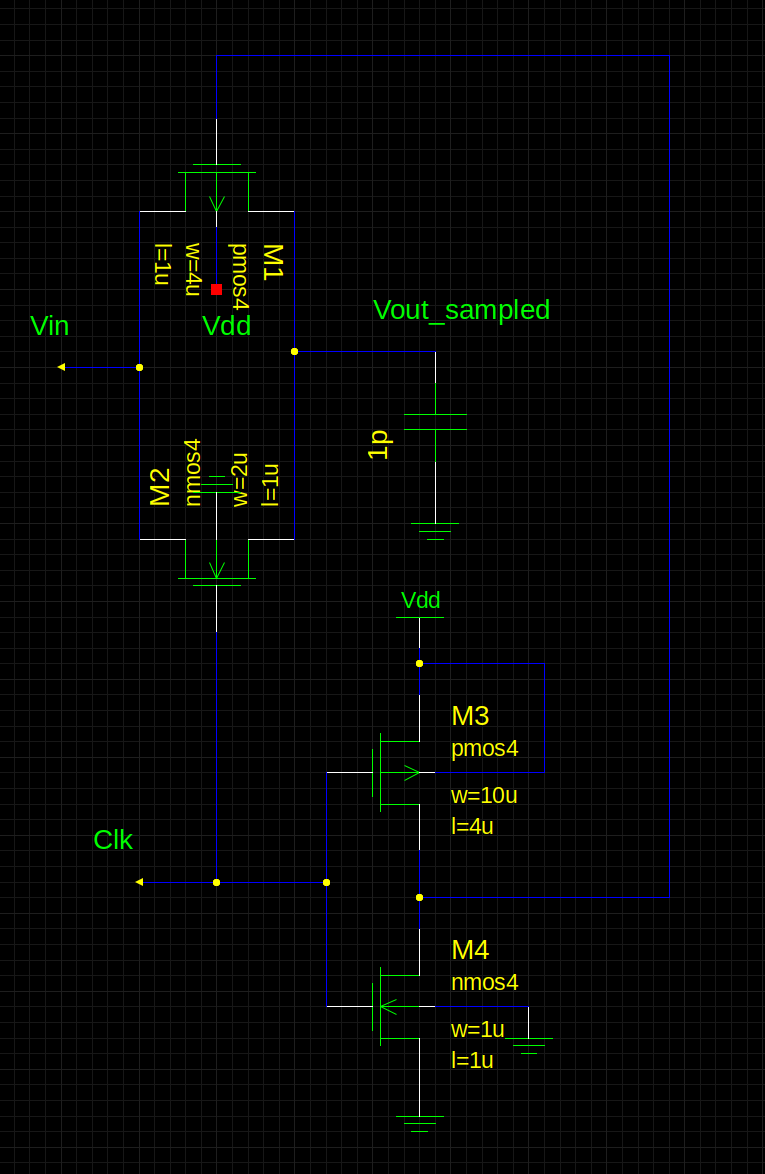 M1
pmos4
w=4u
l=1u
Vdd
Vin
Vout_sampled
1p
M2
nmos4
w=2u
l=1u
Vdd
M3
pmos4
w=10u
l=4u
Clk
M4
nmos4
w=1u
l=1u